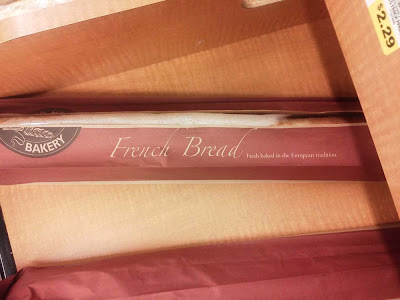 $2.29
BAKERY
French Bread
Fresh baked in the European tradition